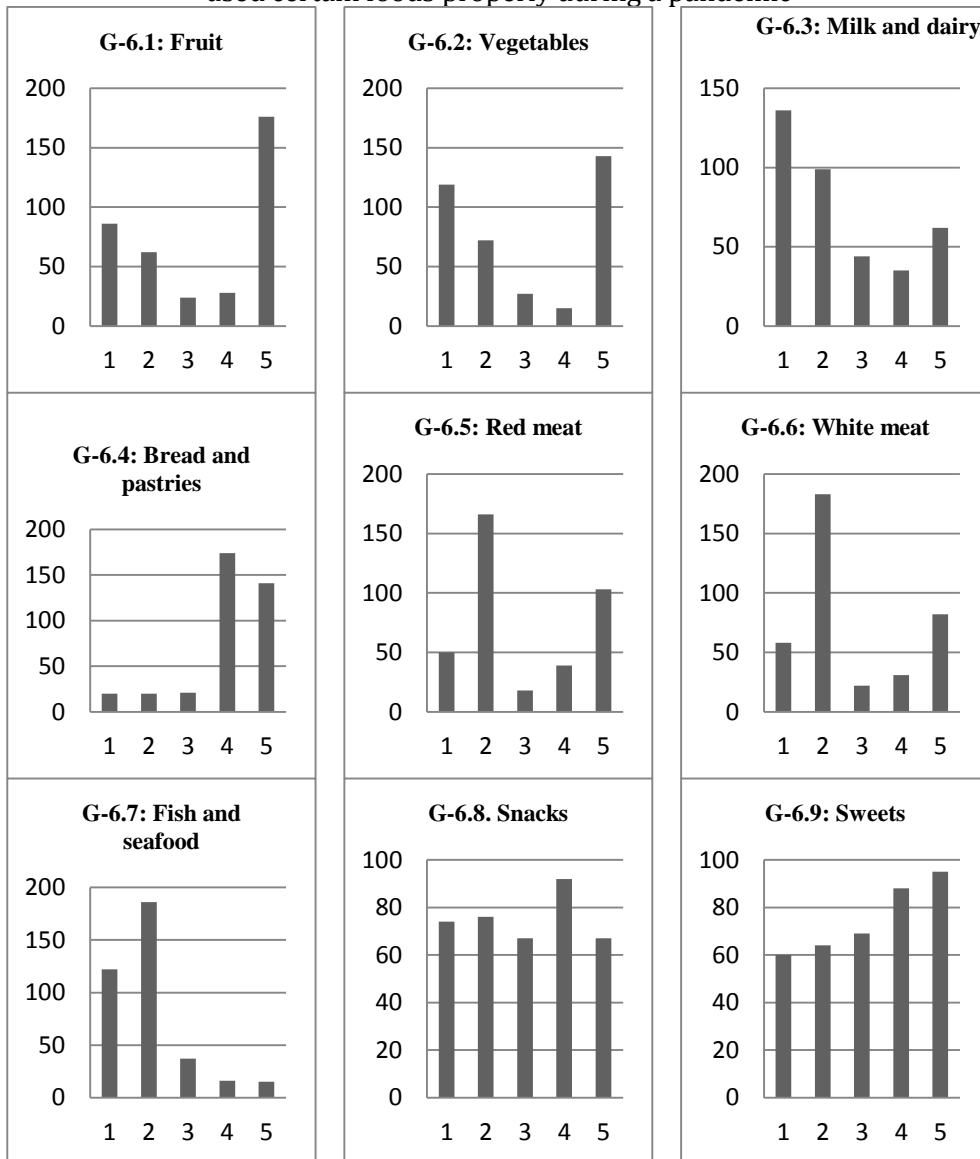 used certain foods properly during a pandemic
G-6.1: Fruit
200
150
100
50
0
1 2 3 4 5
G-6.2: Vegetables
200
150
100
50
0
1 2 3 4 5
G-6.3: Milk and dairy
150
100
50
0
1 2 3 4 5
G-6.4: Bread and
pastries
200
150
100
50
0
1 2 3 4 5
G-6.5: Red meat
200
150
100
50
0
1 2 3 4 5
G-6.6: White meat
200
150
100
50
0
1 2 3 4 5
G-6.7: Fish and
seafood
200
150
100
50
0
1 2 3 4 5
G-6.8. Snacks
100
80
60
40
20
0
1 2 3 4 5
G-6.9: Sweets
100
80
60
40
20
0
1 2 3 4 5